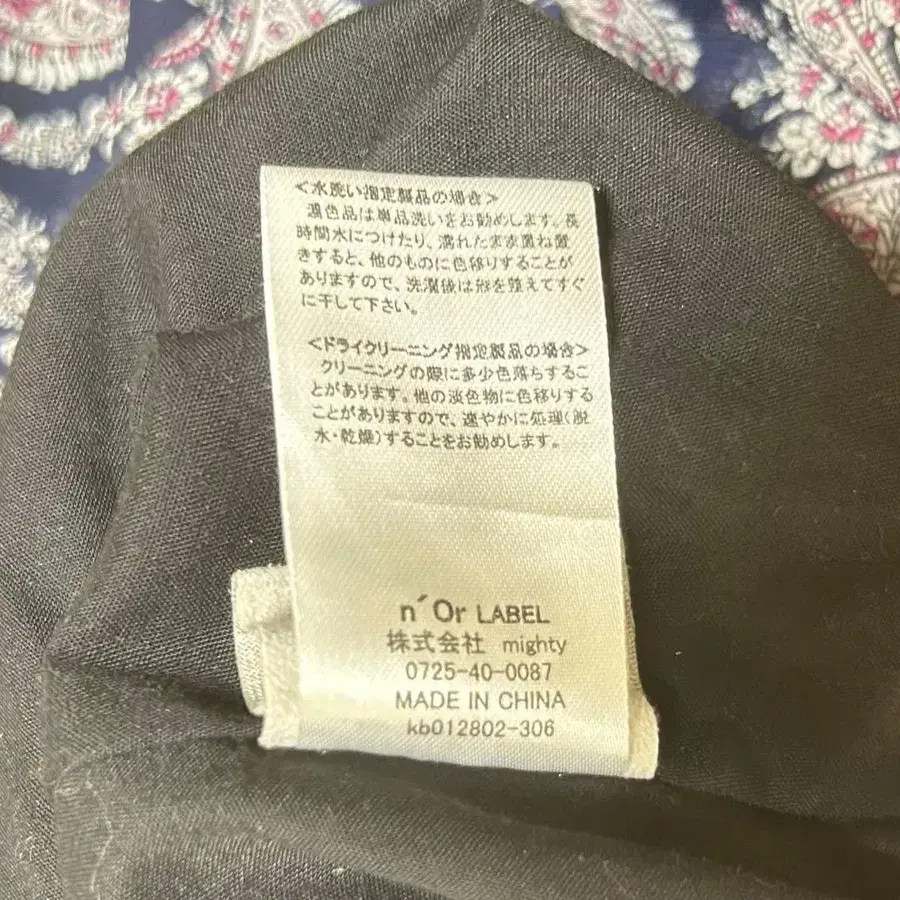 <水洗い指定製品の場合>
濃色品は単品洗いをお勧めします。長
時間水につけたり、濡れたまま重ね置
きすると、他のものに色移りすることが
ありますので、洗濯後は形を整えてすぐ
に干して下さい。
<ドライクリーニング指定製品の場合>
クリーニングの際に多少色落ちするこ
とがあります。他の淡色物に色移りする
ことがありますので、速やかに処理(脱
水・乾燥)することをお勧めします。
n´Or LABEL
株式会社 mighty
0725-40-0087
MADE IN CHINA
kb012802-306